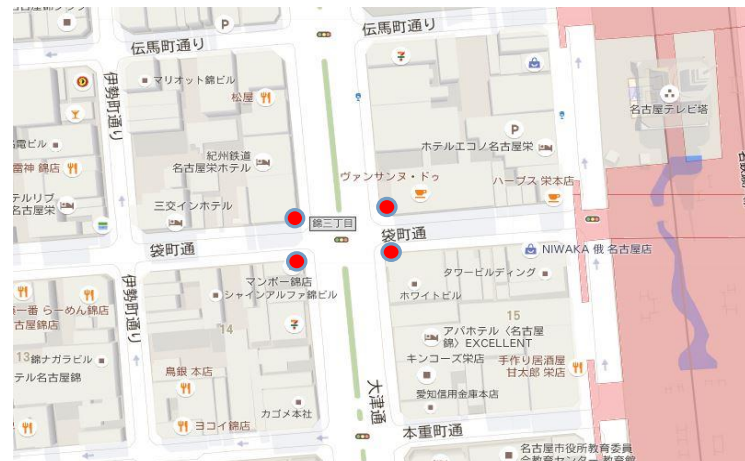 伝馬町通り
伝馬町通り
P
伊勢町通り
マリオット錦ビル
松屋
名古屋テレビ塔
P
ホテルエコノ名古屋栄
紀州鉄道
名古屋栄ホテル
電ビル
雷神 錦店
ヴァンサンヌ・ドゥ
ハーブス 栄本店
テルリブ
名古屋栄
三交インホテル
錦三丁目
袋町通
袋町通
NIWAKA 俄 名古屋店
伊勢町通り
マンボー錦店
シャインアルファ錦ビル
タワービルディング
ホワイトビル
一番 らーめん錦店
古屋錦店
14
15
アパホテル〈名古屋
錦〉EXCELLENT
13
錦ナガラビル
テル名古屋錦
鳥銀 本店
キンコーズ栄店
手作り居酒屋
甘太郎 栄店
大津通
愛知信用金庫本店
カゴメ本社
ヨコイ錦店
本重町通
名古屋市役所教育委員